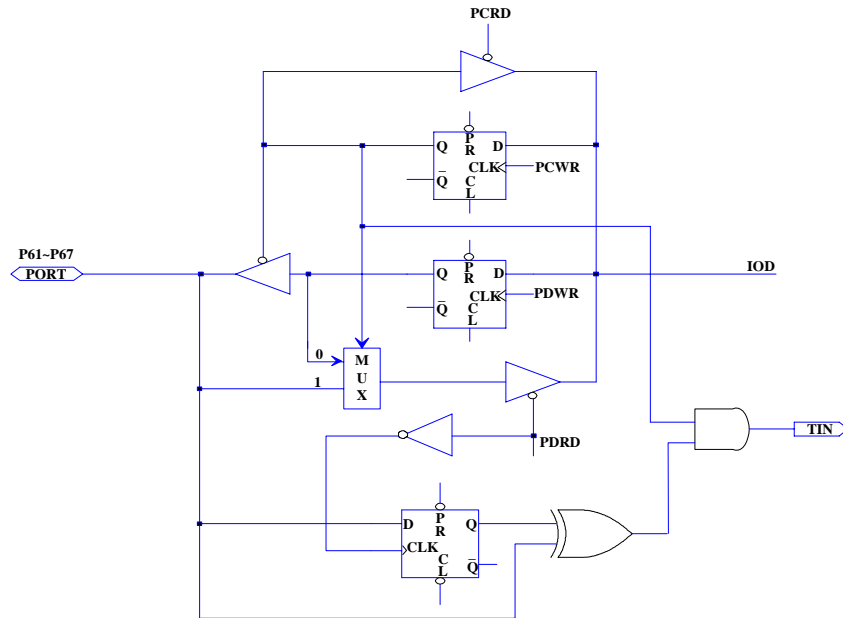 PCRD
Q
P
R
D
CLK
PCWR
Q̅
C
L
P61~P67
PORT
Q
P
R
D
IOD
CLK
PDWR
Q̅
C
L
0
M
U
X
1
PDRD
TIN
D
P
R
Q
CLK
C
L
Q̅